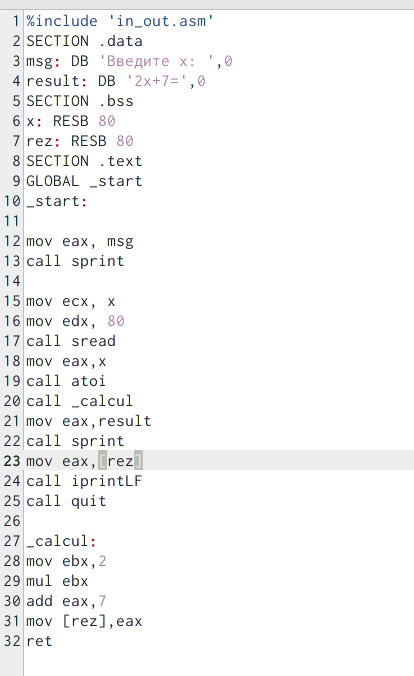 1 %include 'in_out.asm'
2 SECTION .data
3 msg: DB 'Введите x: ',0
4 result: DB '2x+7=',0
5 SECTION .bss
6 x: RESB 80
7 rez: RESB 80
8 SECTION .text
9 GLOBAL _start
10 _start:
11
12 mov eax, msg
13 call sprint
14
15 mov ecx, x
16 mov edx, 80
17 call sread
18 mov eax,x
19 call atoi
20 call _calcul
21 mov eax,result
22 call sprint
23 mov eax,[rez]
24 call iprintLF
25 call quit
26
27 _calcul:
28 mov ebx,2
29 mul ebx
30 add eax,7
31 mov [rez],eax
32 ret